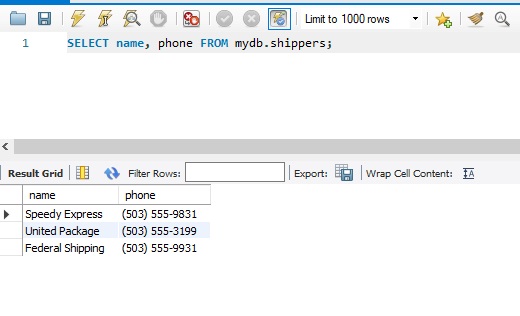 Limit to 1000 rows
1 SELECT name, phone FROM mydb.shippers;
Result Grid Filter Rows: Export: Wrap Cell Content:
name phone
Speedy Express (503) 555-9831
United Package (503) 555-3199
Federal Shipping (503) 555-9931